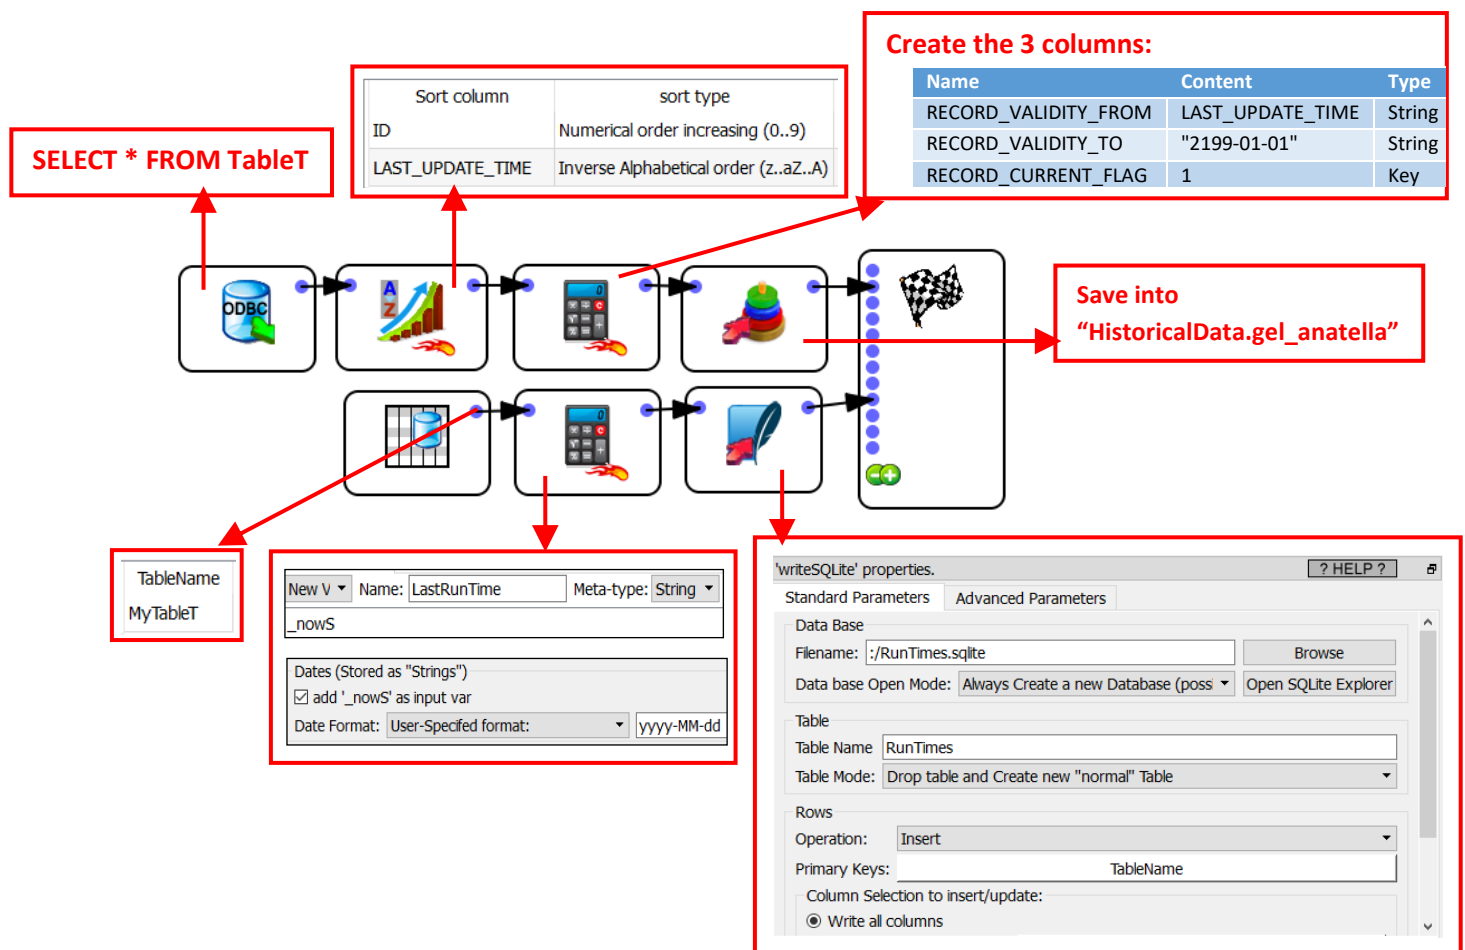 Create the 3 columns:
Name Content Type
RECORD_VALIDITY_FROM LAST_UPDATE_TIME String
RECORD_VALIDITY_TO "2199-01-01" String
RECORD_CURRENT_FLAG 1 Key
Sort column sort type
ID Numerical order increasing (0..9)
LAST_UPDATE_TIME Inverse Alphabetical order (z..aZ..A)
SELECT * FROM TableT
ODBC
A
Z
0
C
Save into
“HistoricalData.gel_anatella”
0
C
TableName
MyTableT
New V Name: LastRunTime Meta-type: String
_nowS
Dates (Stored as "Strings")
add '_nowS' as input var
Date Format: User-Specifed format: yyyy-MM-dd
'writeSQLite' properties. ? HELP ?
Standard Parameters Advanced Parameters
Data Base
Filename: :/RunTimes.sqlite Browse
Data base Open Mode: Always Create a new Database (possi Open SQLite Explorer
Table
Table Name RunTimes
Table Mode: Drop table and Create new "normal" Table
Rows
Operation: Insert
Primary Keys: TableName
Column Selection to insert/update:
Write all columns